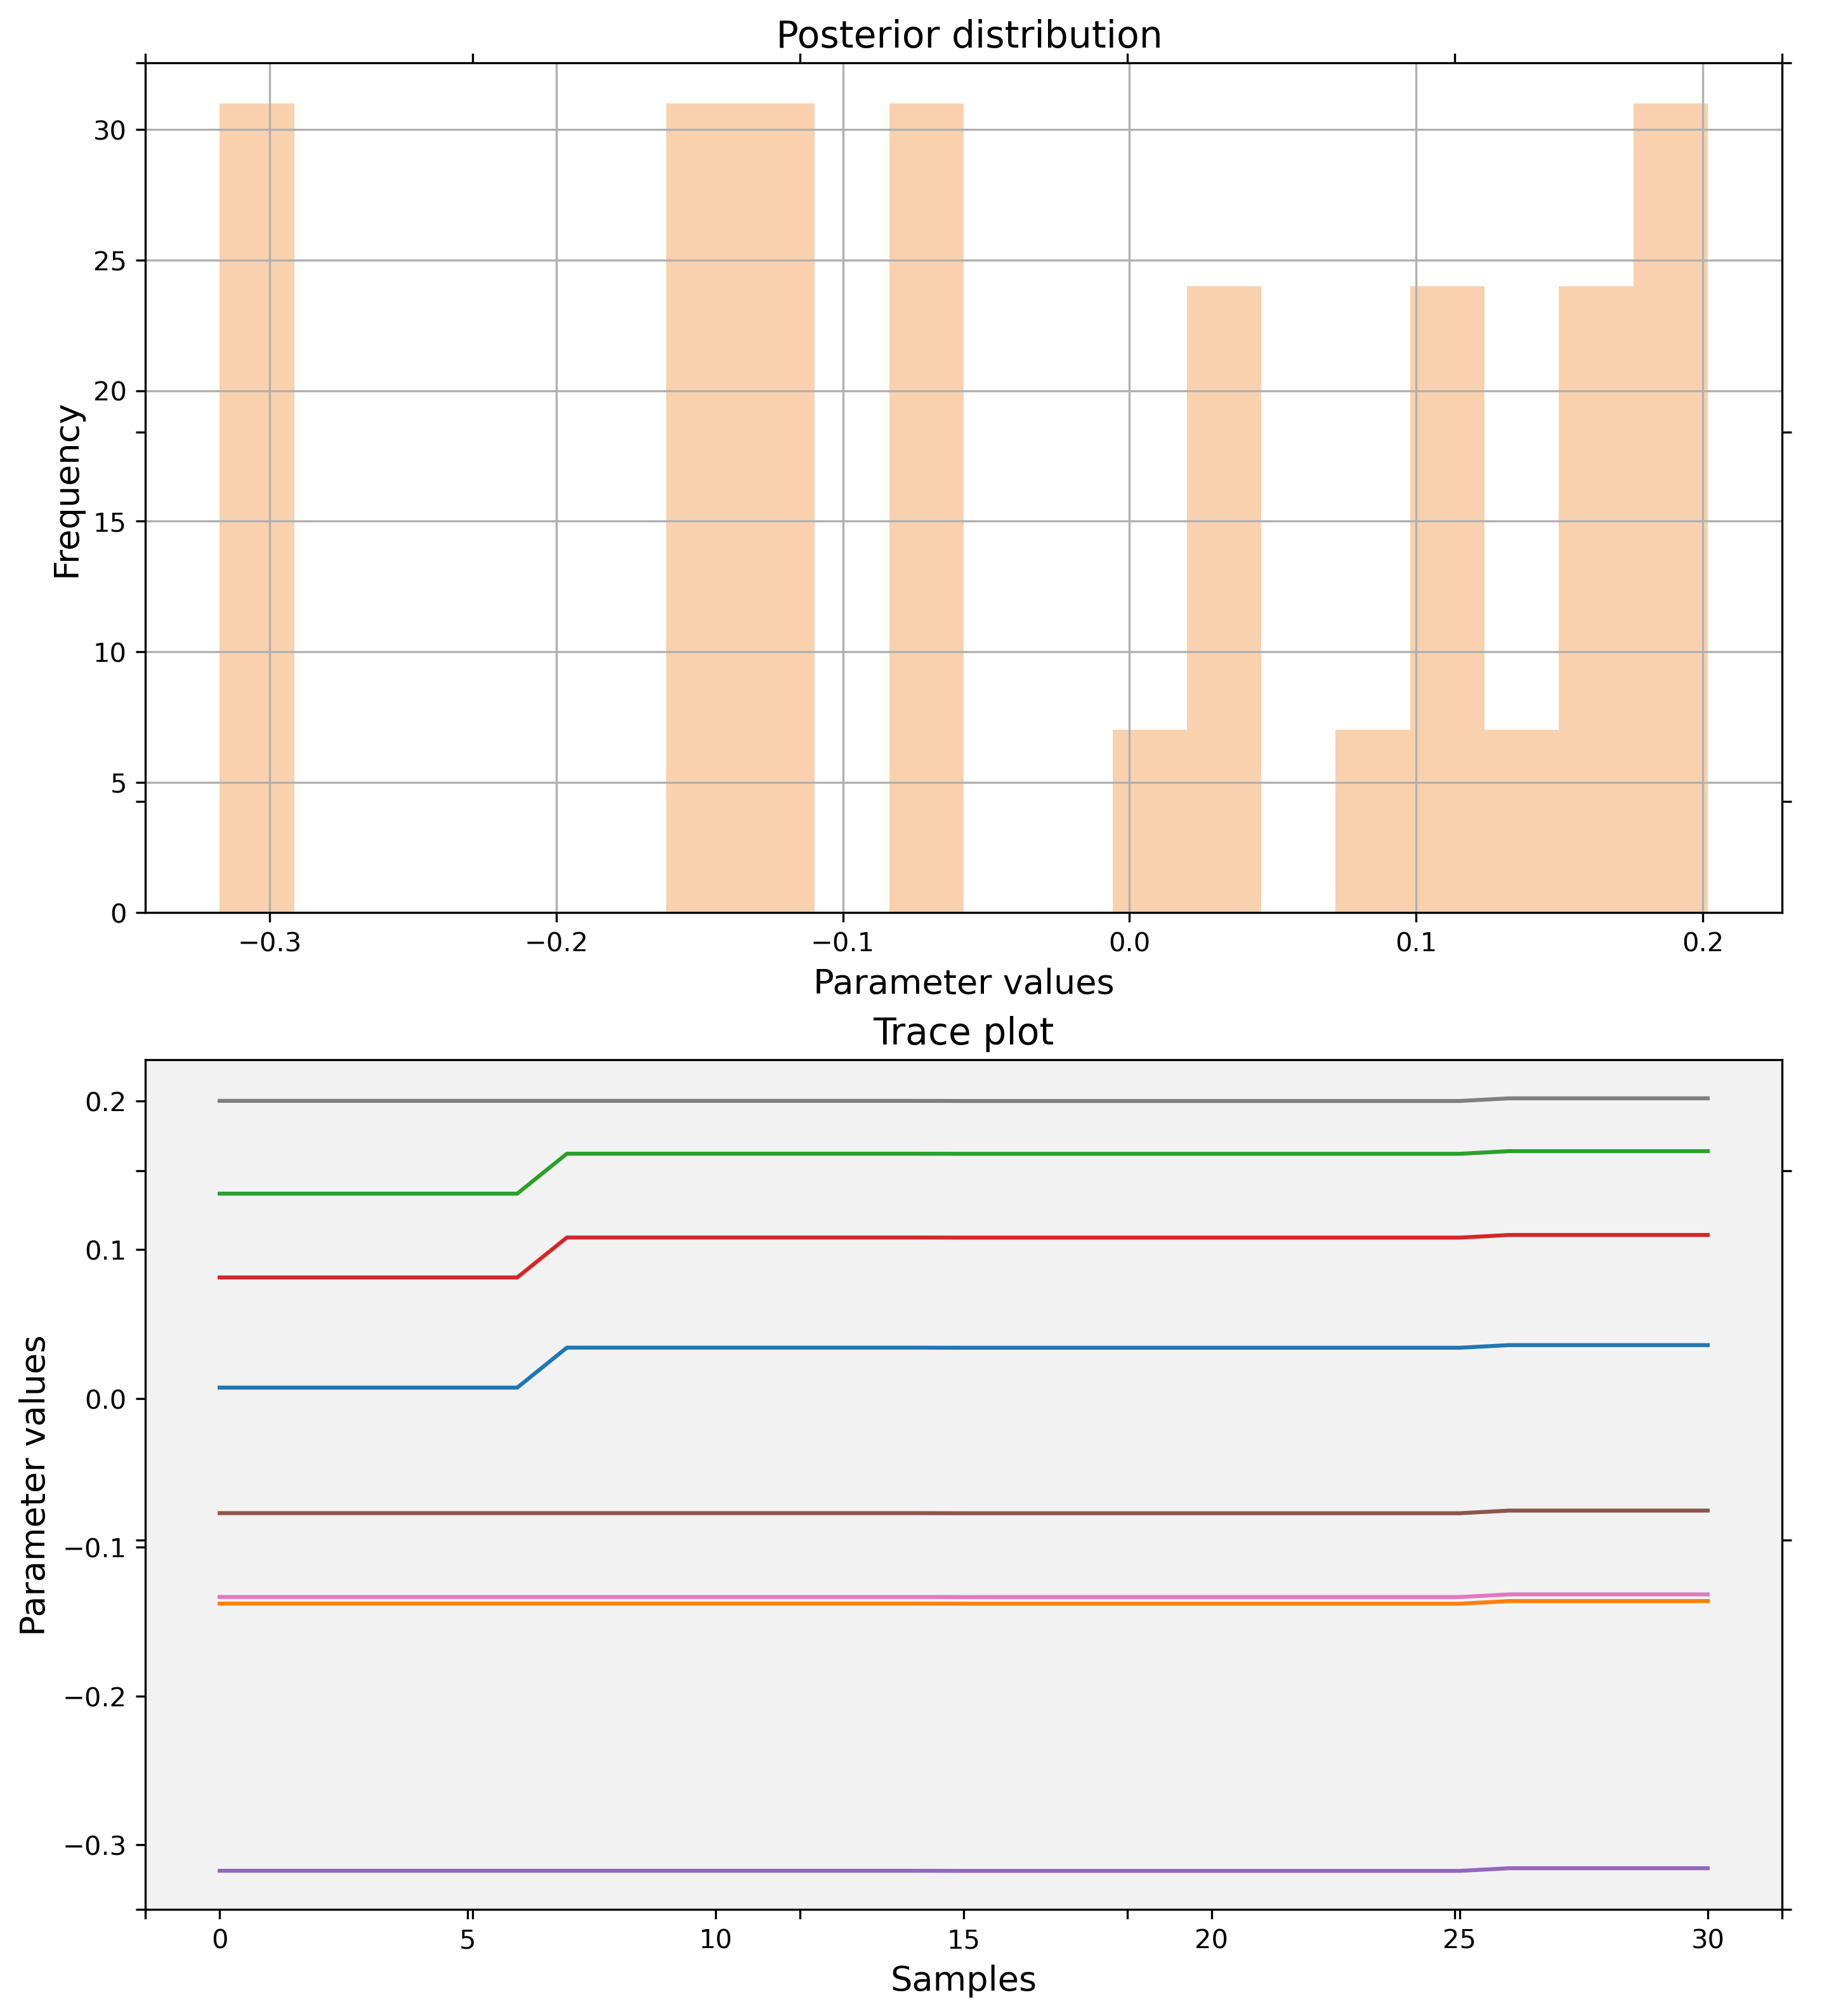 Posterior distribution
30
25
20
15
10
5
0
Frequency
−0.3 −0.2 −0.1 0.0 0.1 0.2
Parameter values
Trace plot
0.2
0.1
0.0
−0.1
−0.2
−0.3
Parameter values
0 5 10 15 20 25 30
Samples